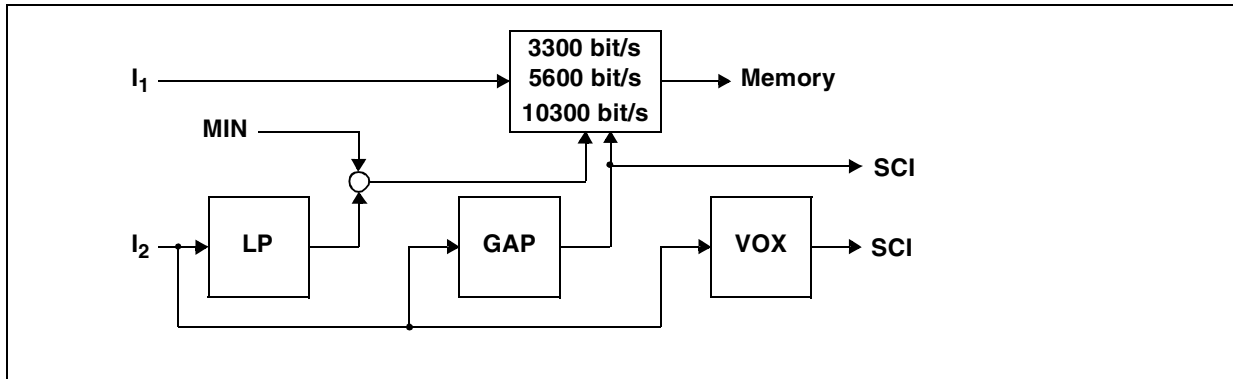 3300 bit/s
I1 5600 bit/s Memory
10300 bit/s
MIN
SCI
I2 LP GAP VOX SCI